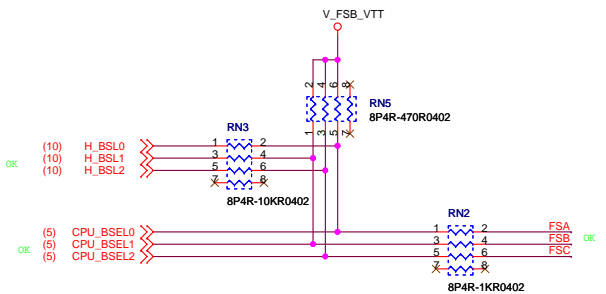 V_FSB_VTT
2 4 6 8
RN5
8P4R-470R0402
1 3 5 7
RN3
(10) H_BSL0 1 2
(10) H_BSL1 3 4
OK
(10) H_BSL2 5 6
7 8
8P4R-10KR0402
RN2
(5) CPU_BSEL0 1 2 FSA
(5) CPU_BSEL1 3 4 FSB
OK OK
(5) CPU_BSEL2 5 6 FSC
7 8
8P4R-1KR0402